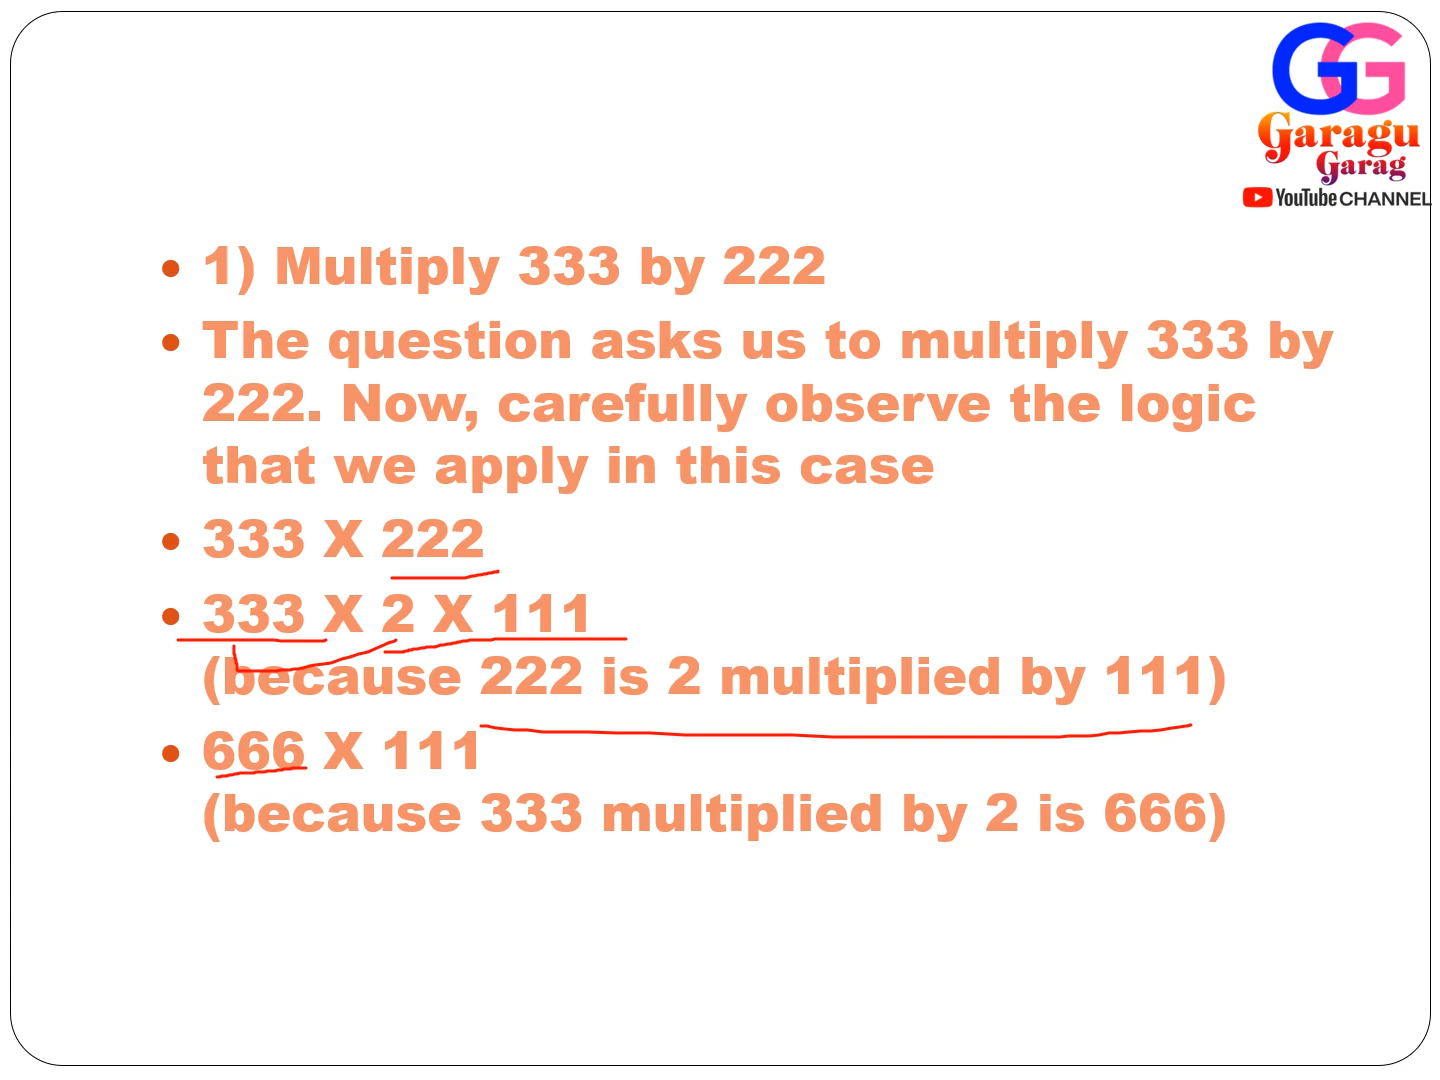 GG
Garagu
Garag
YouTube CHANNEL
• 1) Multiply 333 by 222
• The question asks us to multiply 333 by
222. Now, carefully observe the logic
that we apply in this case
• 333 X 222
• 333 X 2 X 111
(because 222 is 2 multiplied by 111)
• 666 X 111
(because 333 multiplied by 2 is 666)